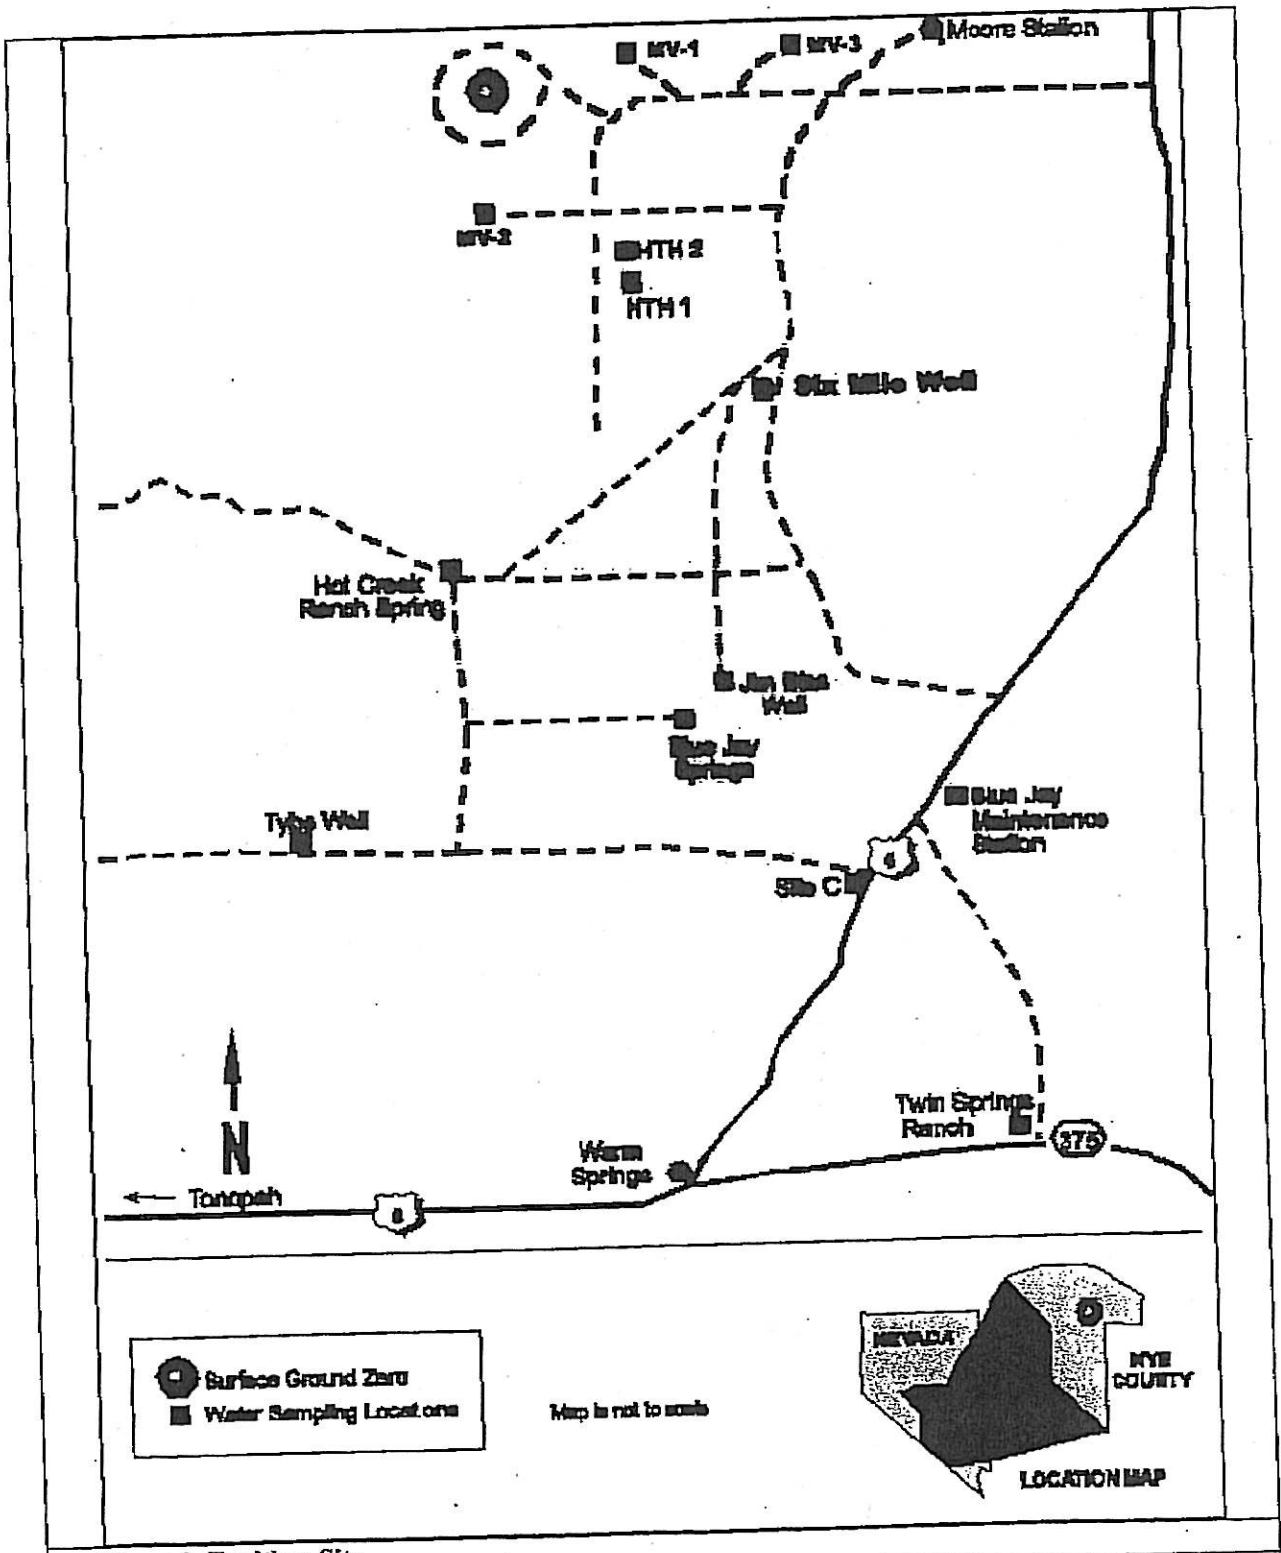 Moore Station
MV-1
MV-3
MV-2
HTH 2
HTH 1
Six Mile Well
Hot Creek
Ranch Spring
Jim Bias
Well
Blue Jay
Springs
Tybo Well
Blue Jay
Maintenance
Station
6
Site C
Twin Springs
Ranch
375
Warm
Springs
N
Tonopah
6
NEVADA
NYE
COUNTY
Surface Ground Zero
Water Sampling Locations
Map is not to scale
LOCATION MAP